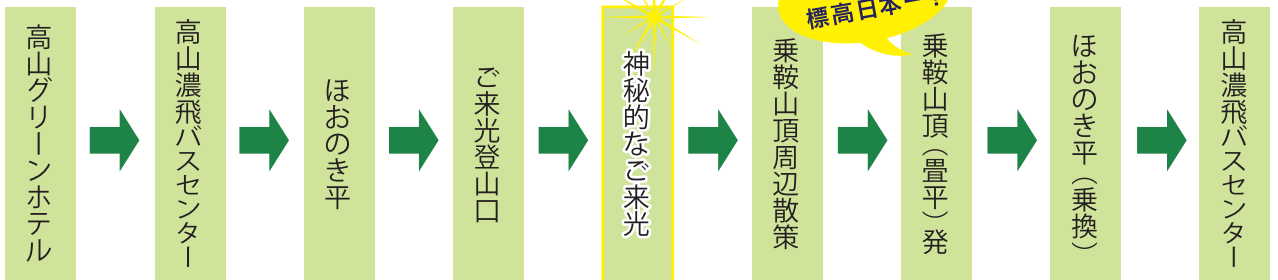 高山グリーンホテル
高山濃飛バスセンター
ほおのき平
ご来光登山口
神秘的なご来光
乗鞍山頂周辺散策
標高日本一！
乗鞍山頂（畳平）発
ほおのき平（乗換）
高山濃飛バスセンター